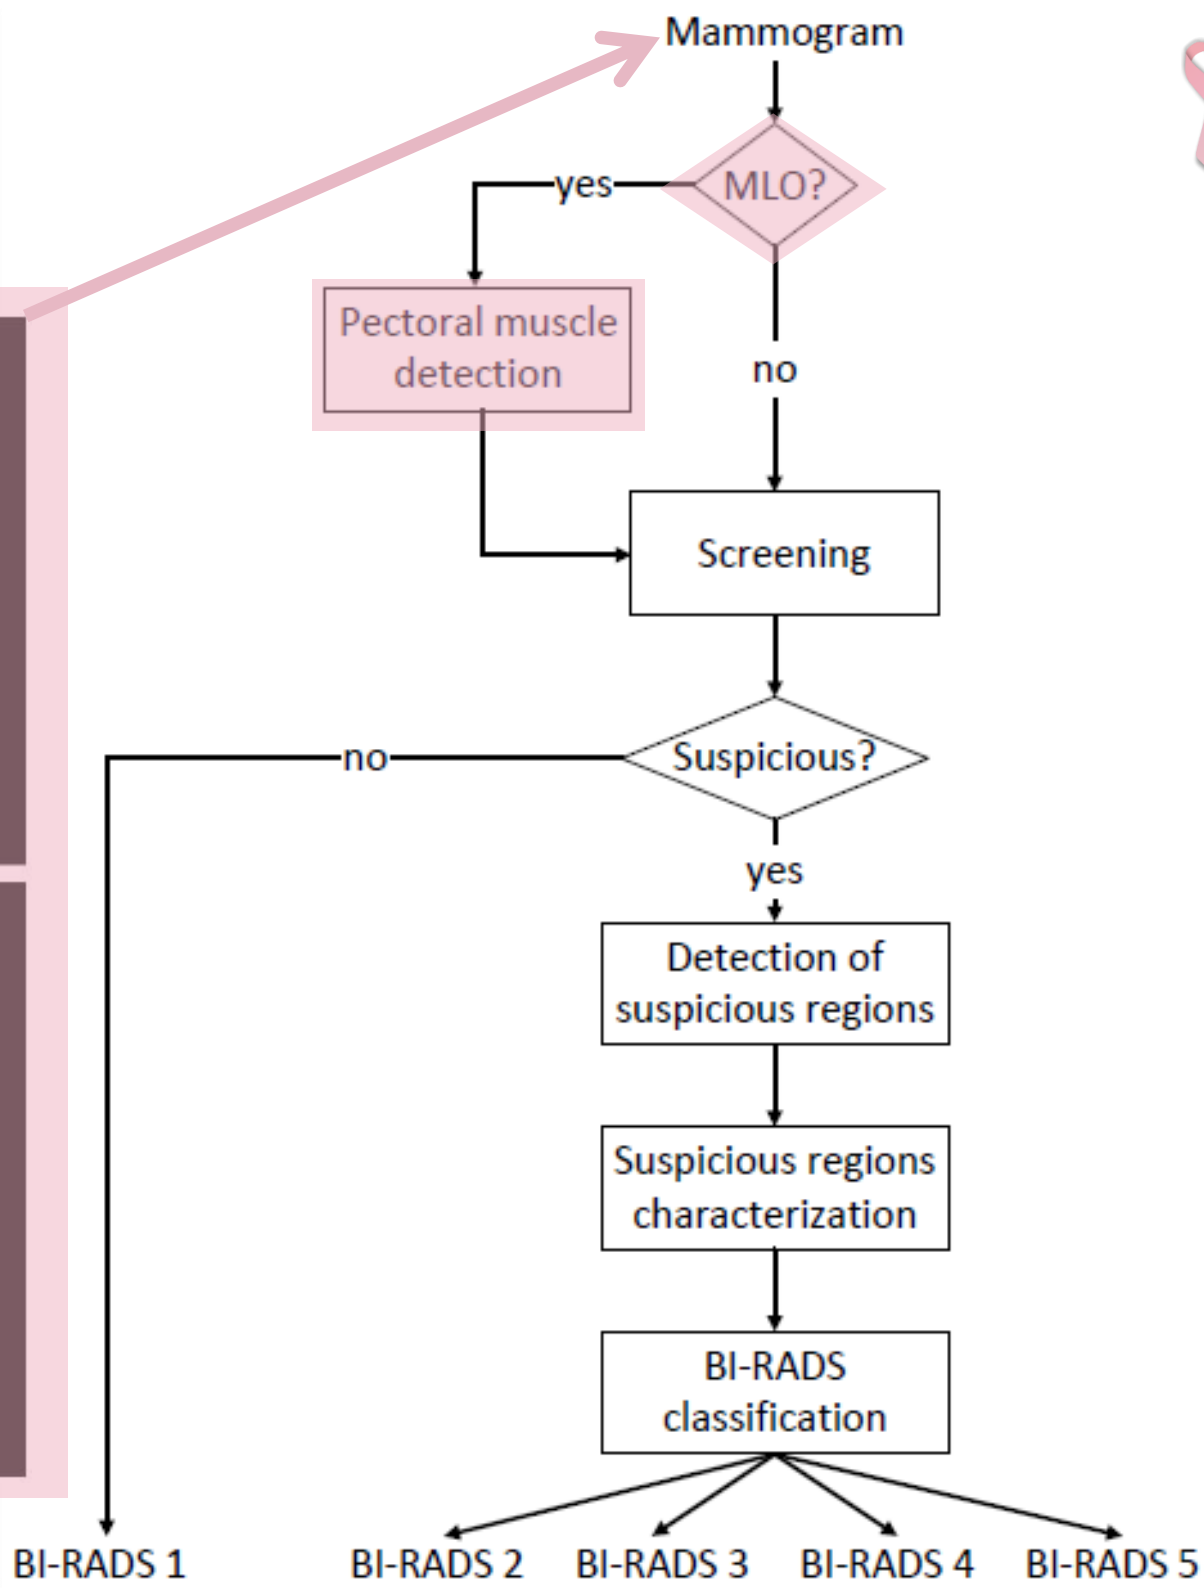 Mammogram
MLO?
yes
Pectoral muscle
detection
no
Screening
Suspicious?
no
yes
Detection of
suspicious regions
Suspicious regions
characterization
BI-RADS
classification
BI-RADS 1
BI-RADS 2
BI-RADS 3
BI-RADS 4
BI-RADS 5